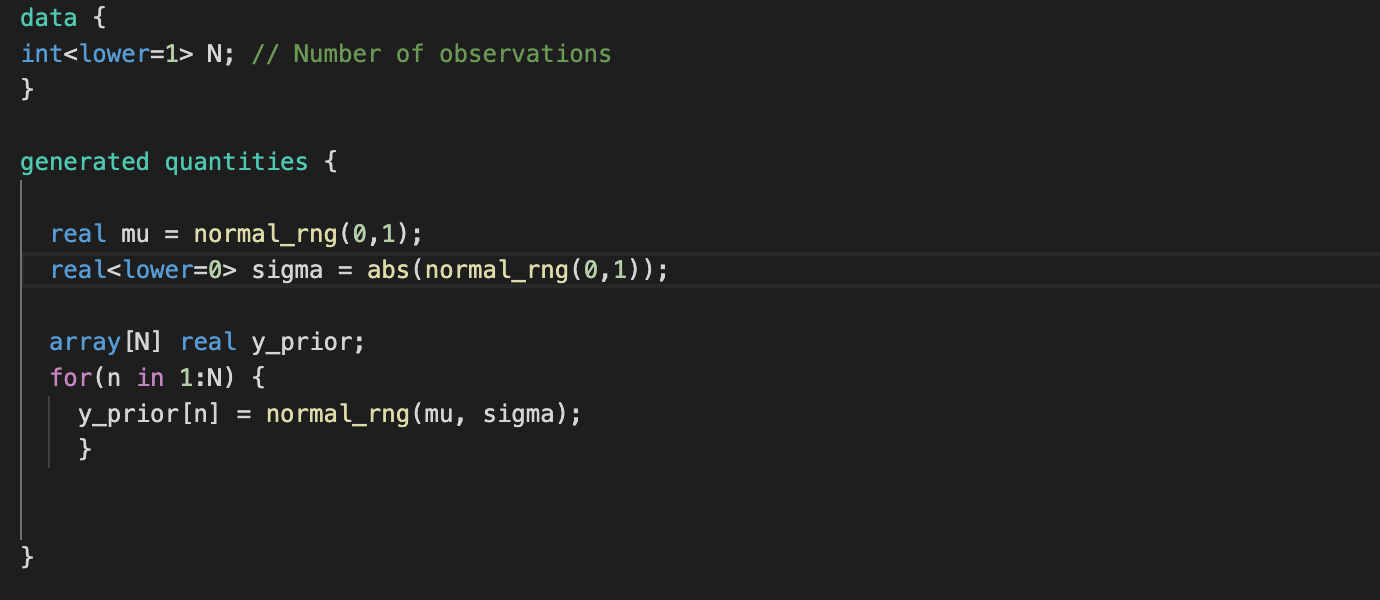 data {
int<lower=1> N; // Number of observations
}
generated quantities {
real mu = normal_rng(0,1);
real<lower=0> sigma = abs(normal_rng(0,1));
array[N] real y_prior;
for(n in 1:N) {
y_prior[n] = normal_rng(mu, sigma);
}
}